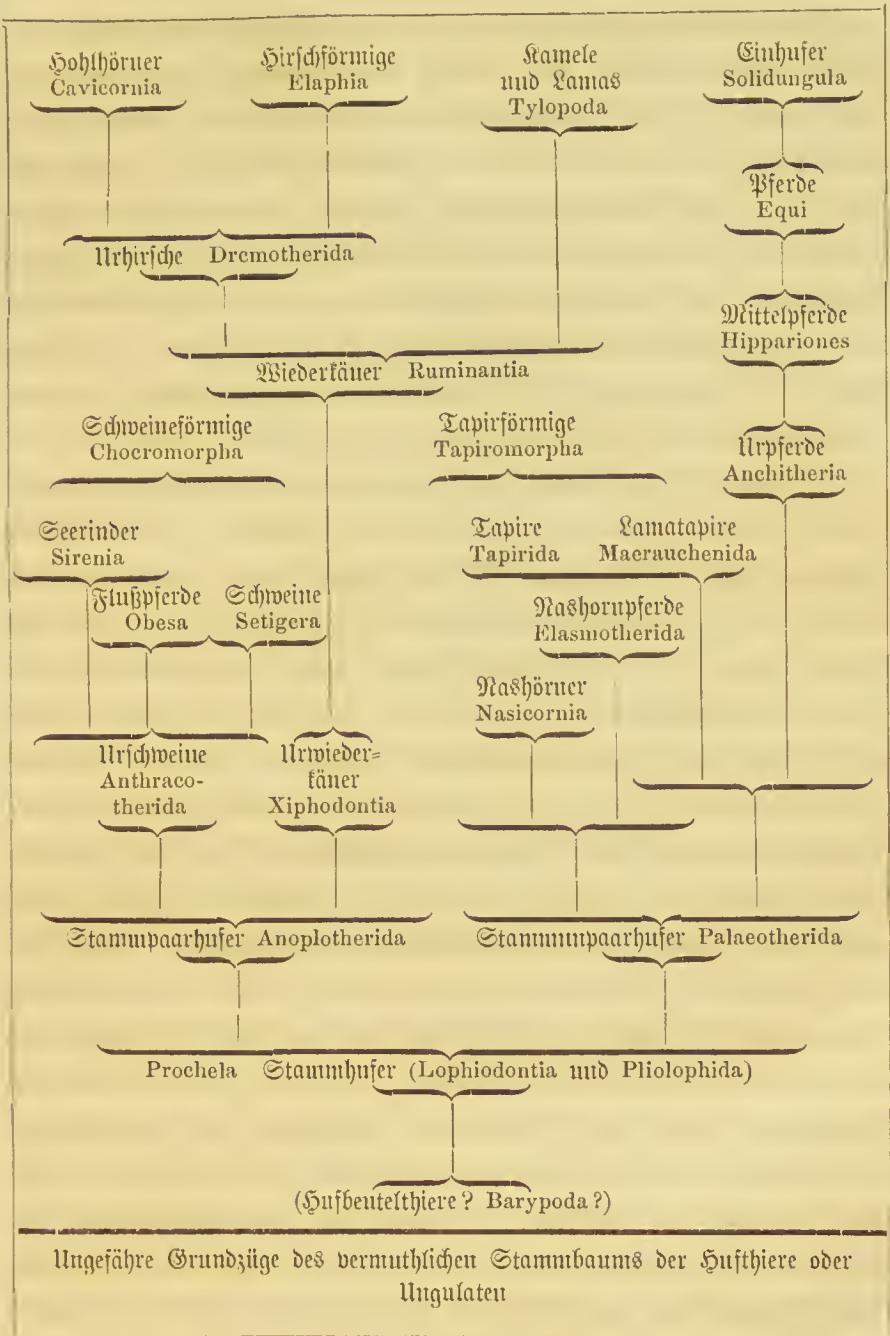 Hohlhörner
Cavicornia
Hirschförmige
Elaphia
Kamele
und Lamas
Tylopoda
Einhufer
Solidungula
Pferde
Equi
Urhirsche Dremotherida
Mittelpferde
Hippariones
Wiederkäuer Ruminantia
Schweineförmige
Choeromorpha
Tapirförmige
Tapiromorpha
Urpferde
Anchitheria
Seerinder
Sirenia
Tapire
Tapirida
Lamatapire
Macrauchenida
Flußpferde
Obesa
Schweine
Setigera
Nashornpferde
Elasmotherida
Nashörner
Nasicornia
Urschweine
Anthraco-
therida
Urwieder=
käuer
Xiphodontia
Stammpaarhufer Anoplotherida
Stammunpaarhufer Palaeotherida
Prochela Stammhufer (Lophiodontia und Pliolophida)
(Hufbeutelthiere? Barypoda?)
Ungefähre Grundzüge des vermuthlichen Stammbaums der Hufthiere oder
Ungulaten